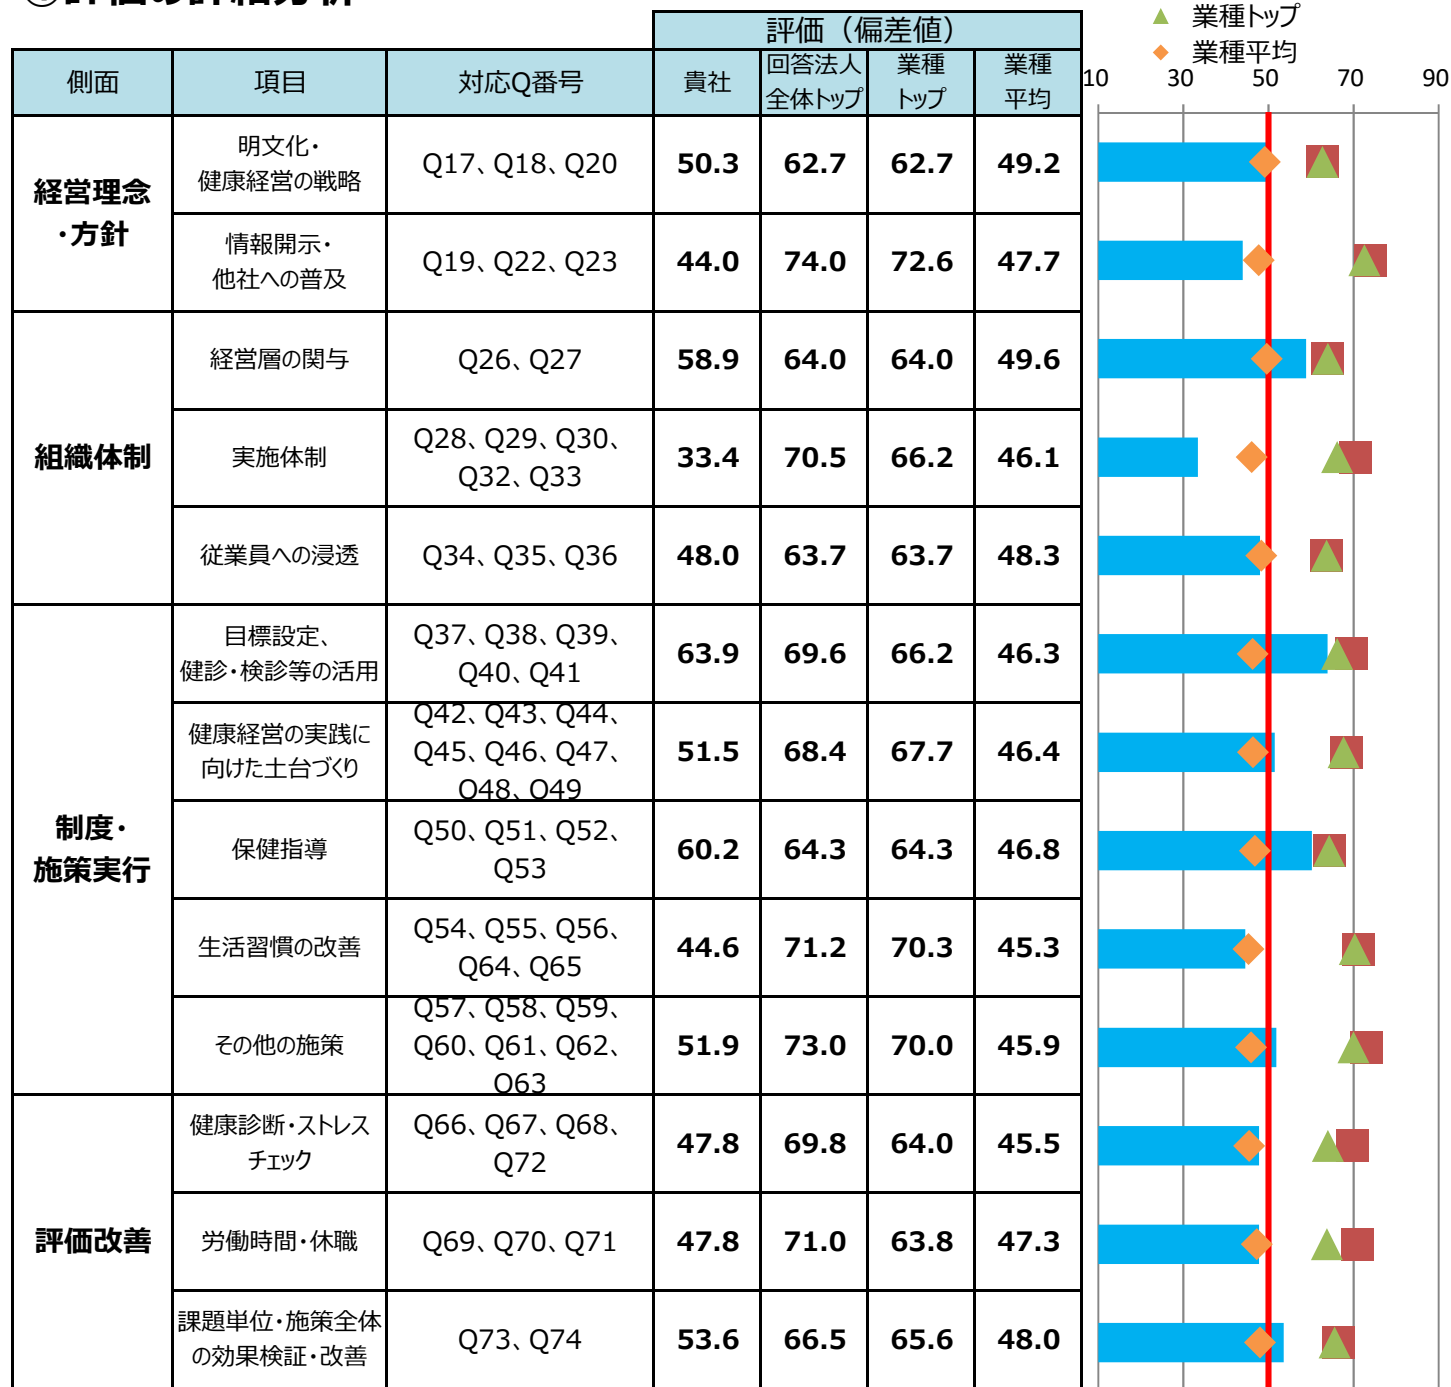 ①評価の詳細分析
▲ 業種トップ
◆ 業種平均
評価（偏差値）
側面 項目 対応Q番号 貴社 回答法人全体トップ 業種トップ 業種平均
10 30 50 70 90
経営理念・方針
明文化・健康経営の戦略 Q17、Q18、Q20 50.3 62.7 62.7 49.2
情報開示・他社への普及 Q19、Q22、Q23 44.0 74.0 72.6 47.7
組織体制
経営層の関与 Q26、Q27 58.9 64.0 64.0 49.6
実施体制 Q28、Q29、Q30、Q32、Q33 33.4 70.5 66.2 46.1
従業員への浸透 Q34、Q35、Q36 48.0 63.7 63.7 48.3
制度・施策実行
目標設定、健診・検診等の活用 Q37、Q38、Q39、Q40、Q41 63.9 69.6 66.2 46.3
健康経営の実践に向けた土台づくり Q42、Q43、Q44、Q45、Q46、Q47、Q48、Q49 51.5 68.4 67.7 46.4
保健指導 Q50、Q51、Q52、Q53 60.2 64.3 64.3 46.8
生活習慣の改善 Q54、Q55、Q56、Q64、Q65 44.6 71.2 70.3 45.3
その他の施策 Q57、Q58、Q59、Q60、Q61、Q62、Q63 51.9 73.0 70.0 45.9
評価改善
健康診断・ストレスチェック Q66、Q67、Q68、Q72 47.8 69.8 64.0 45.5
労働時間・休職 Q69、Q70、Q71 47.8 71.0 63.8 47.3
課題単位・施策全体の効果検証・改善 Q73、Q74 53.6 66.5 65.6 48.0